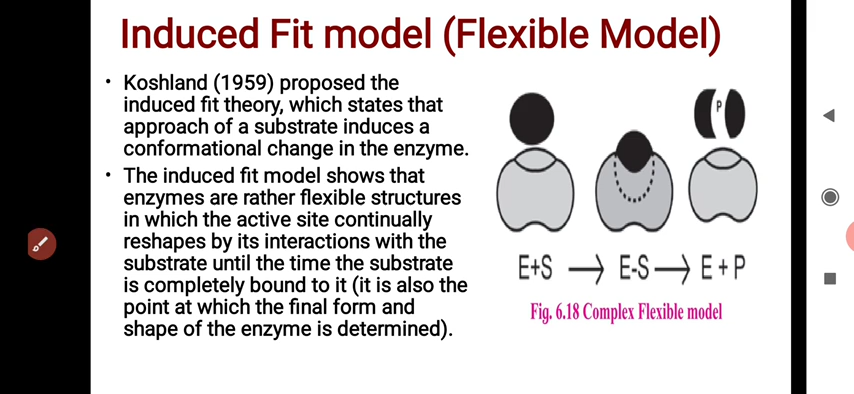 Induced Fit model (Flexible Model)
• Koshland (1959) proposed the
induced fit theory, which states that
approach of a substrate induces a
conformational change in the enzyme.
• The induced fit model shows that
enzymes are rather flexible structures
in which the active site continually
reshapes by its interactions with the
substrate until the time the substrate
is completely bound to it (it is also the
point at which the final form and
shape of the enzyme is determined).
P
E+S → E-S → E + P
Fig. 6.18 Complex Flexible model